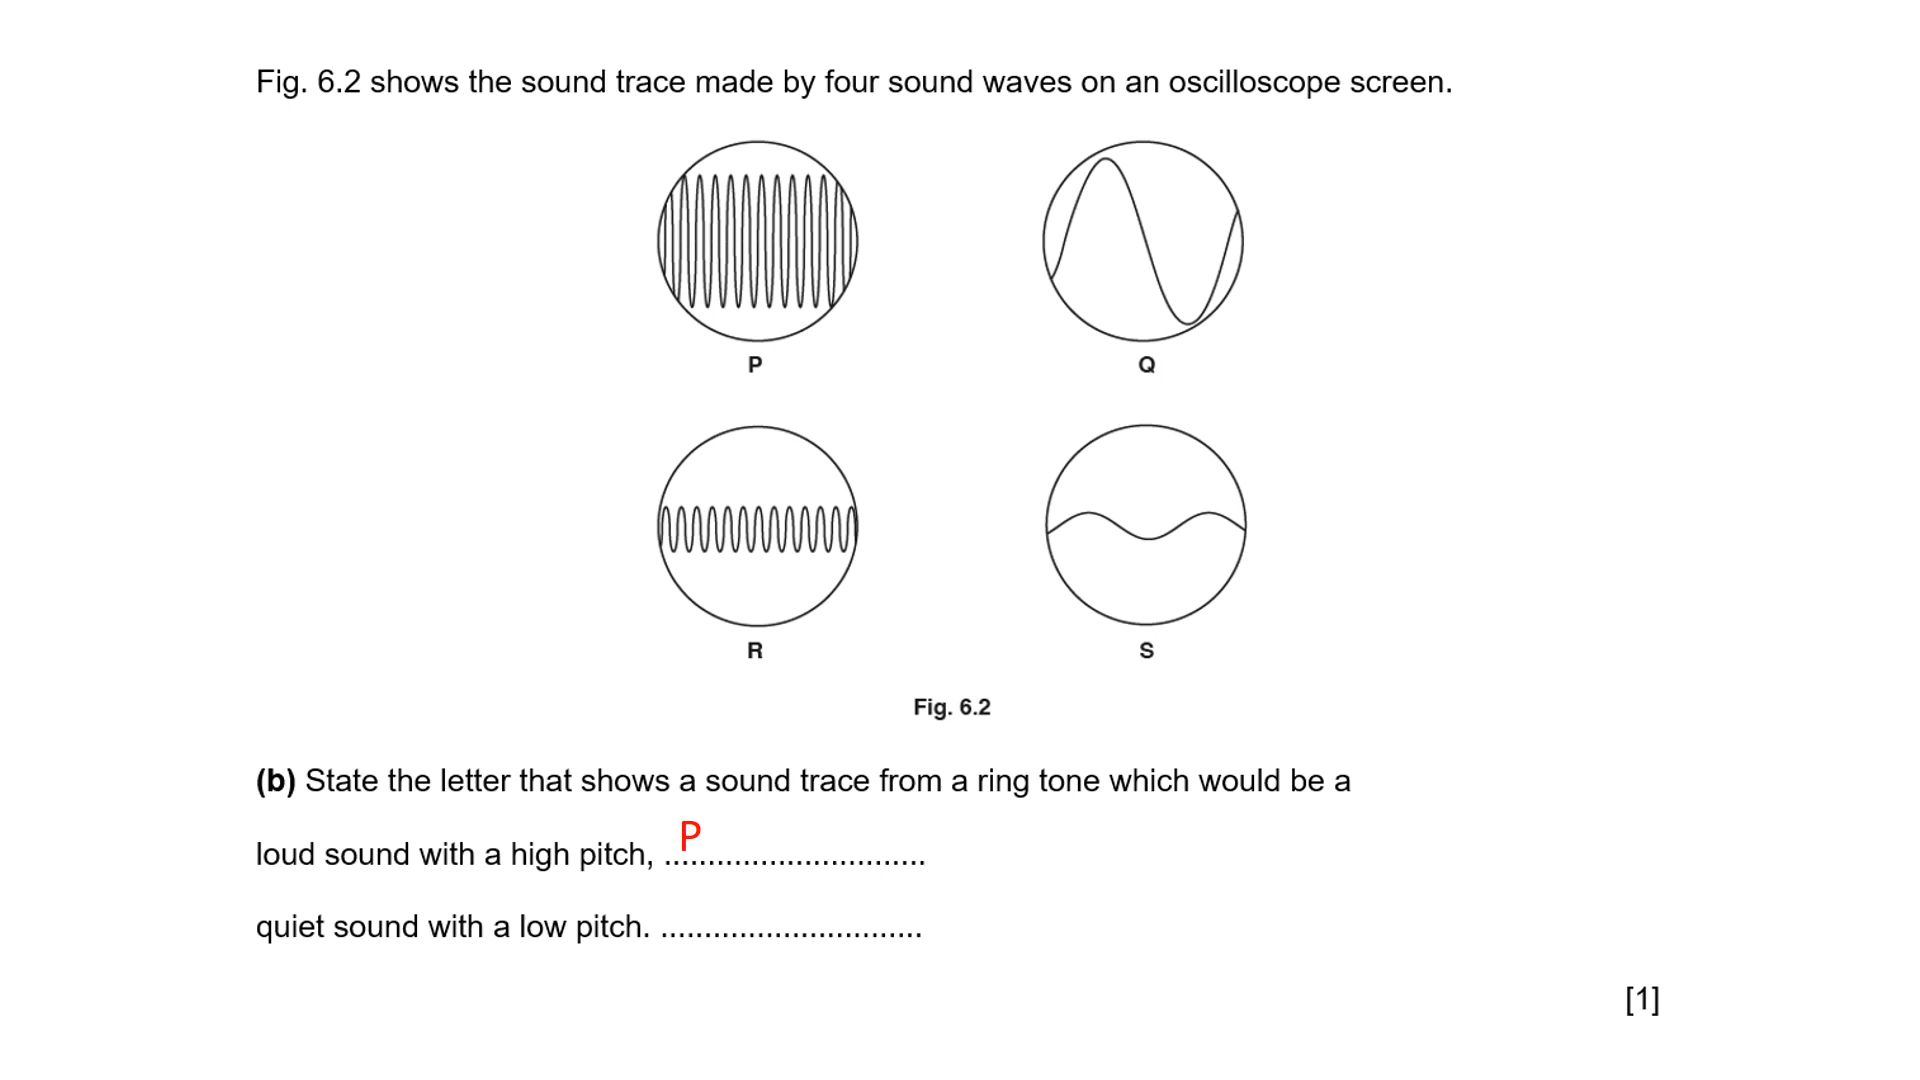 Fig. 6.2 shows the sound trace made by four sound waves on an oscilloscope screen.
P
Q
R
S
Fig. 6.2
(b) State the letter that shows a sound trace from a ring tone which would be a
loud sound with a high pitch, P..............................
quiet sound with a low pitch. ..............................
[1]